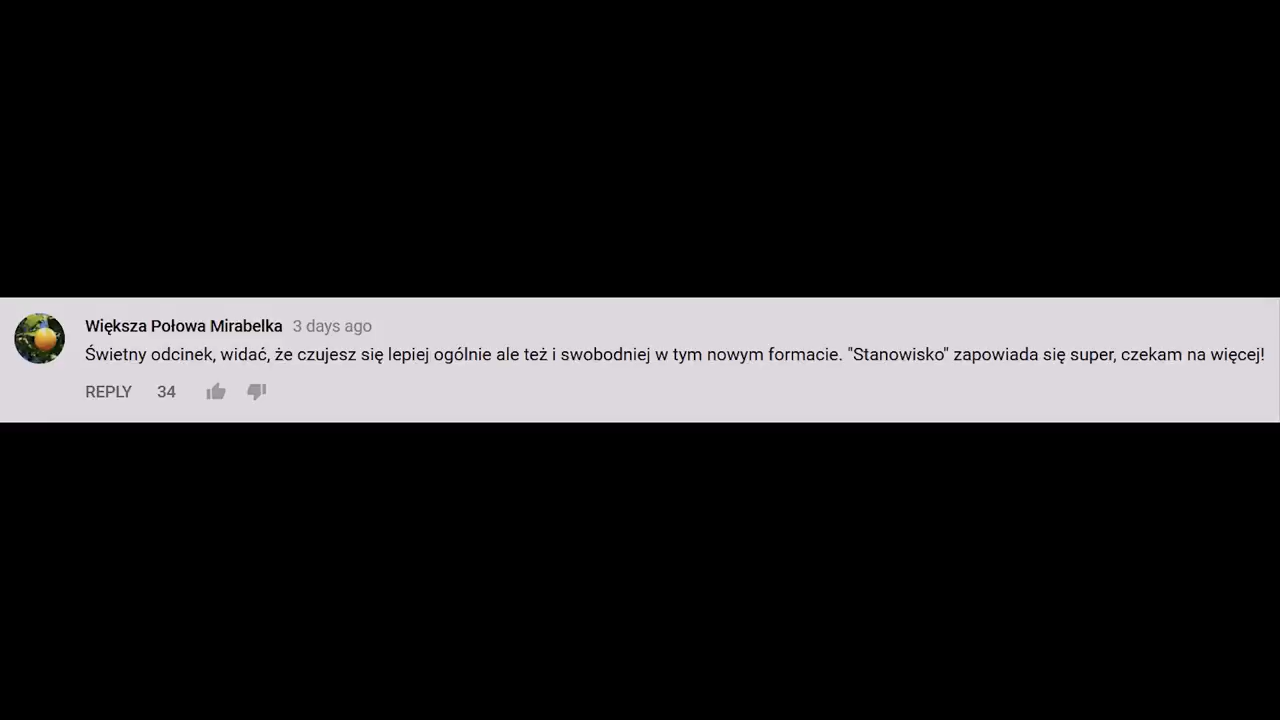 Większa Połowa Mirabelka 3 days ago
Świetny odcinek, widać, że czujesz się lepiej ogólnie ale też i swobodniej w tym nowym formacie. "Stanowisko" zapowiada się super, czekam na więcej!
REPLY 34